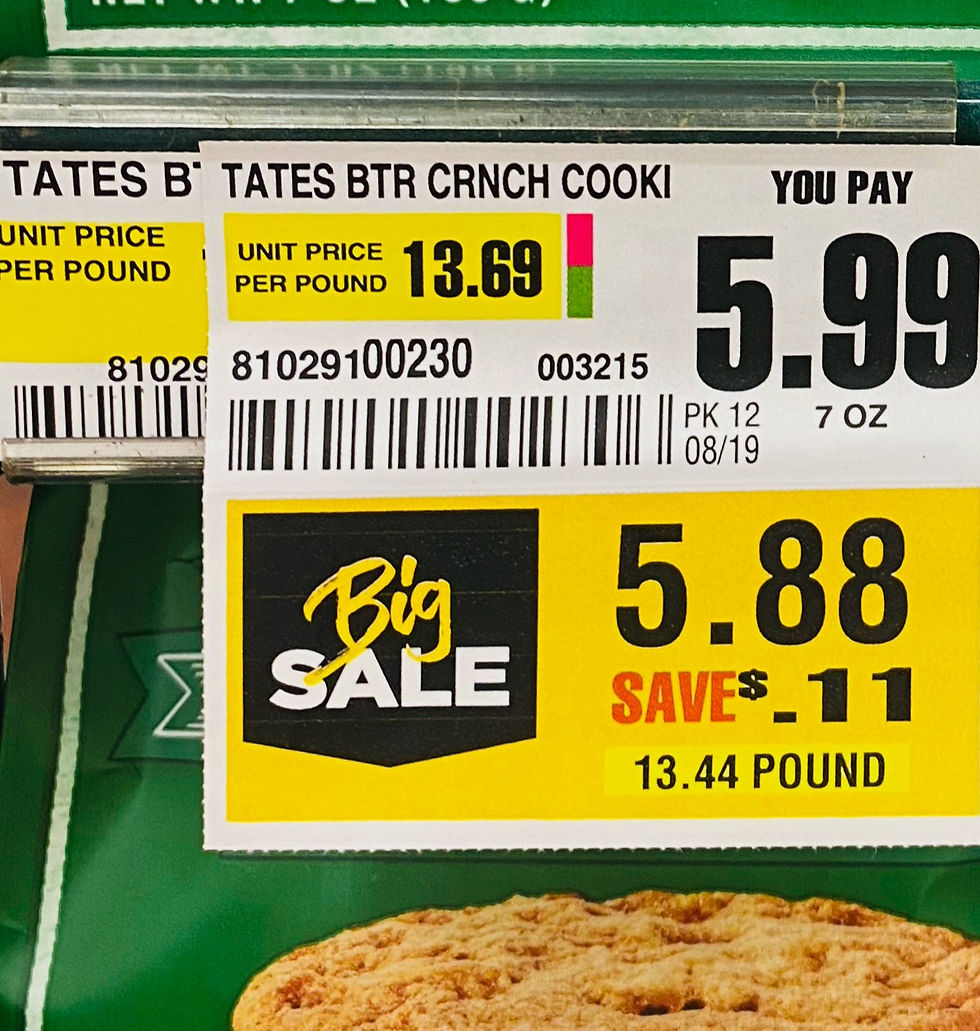 TATES B
UNIT PRICE
PER POUND
81029
TATES BTR CRNCH COOKI
YOU PAY
UNIT PRICE
PER POUND
13.69
5.99
81029100230
003215
PK 12
7 OZ
08/19
Big
SALE
5.88
SAVE$ .11
13.44 POUND